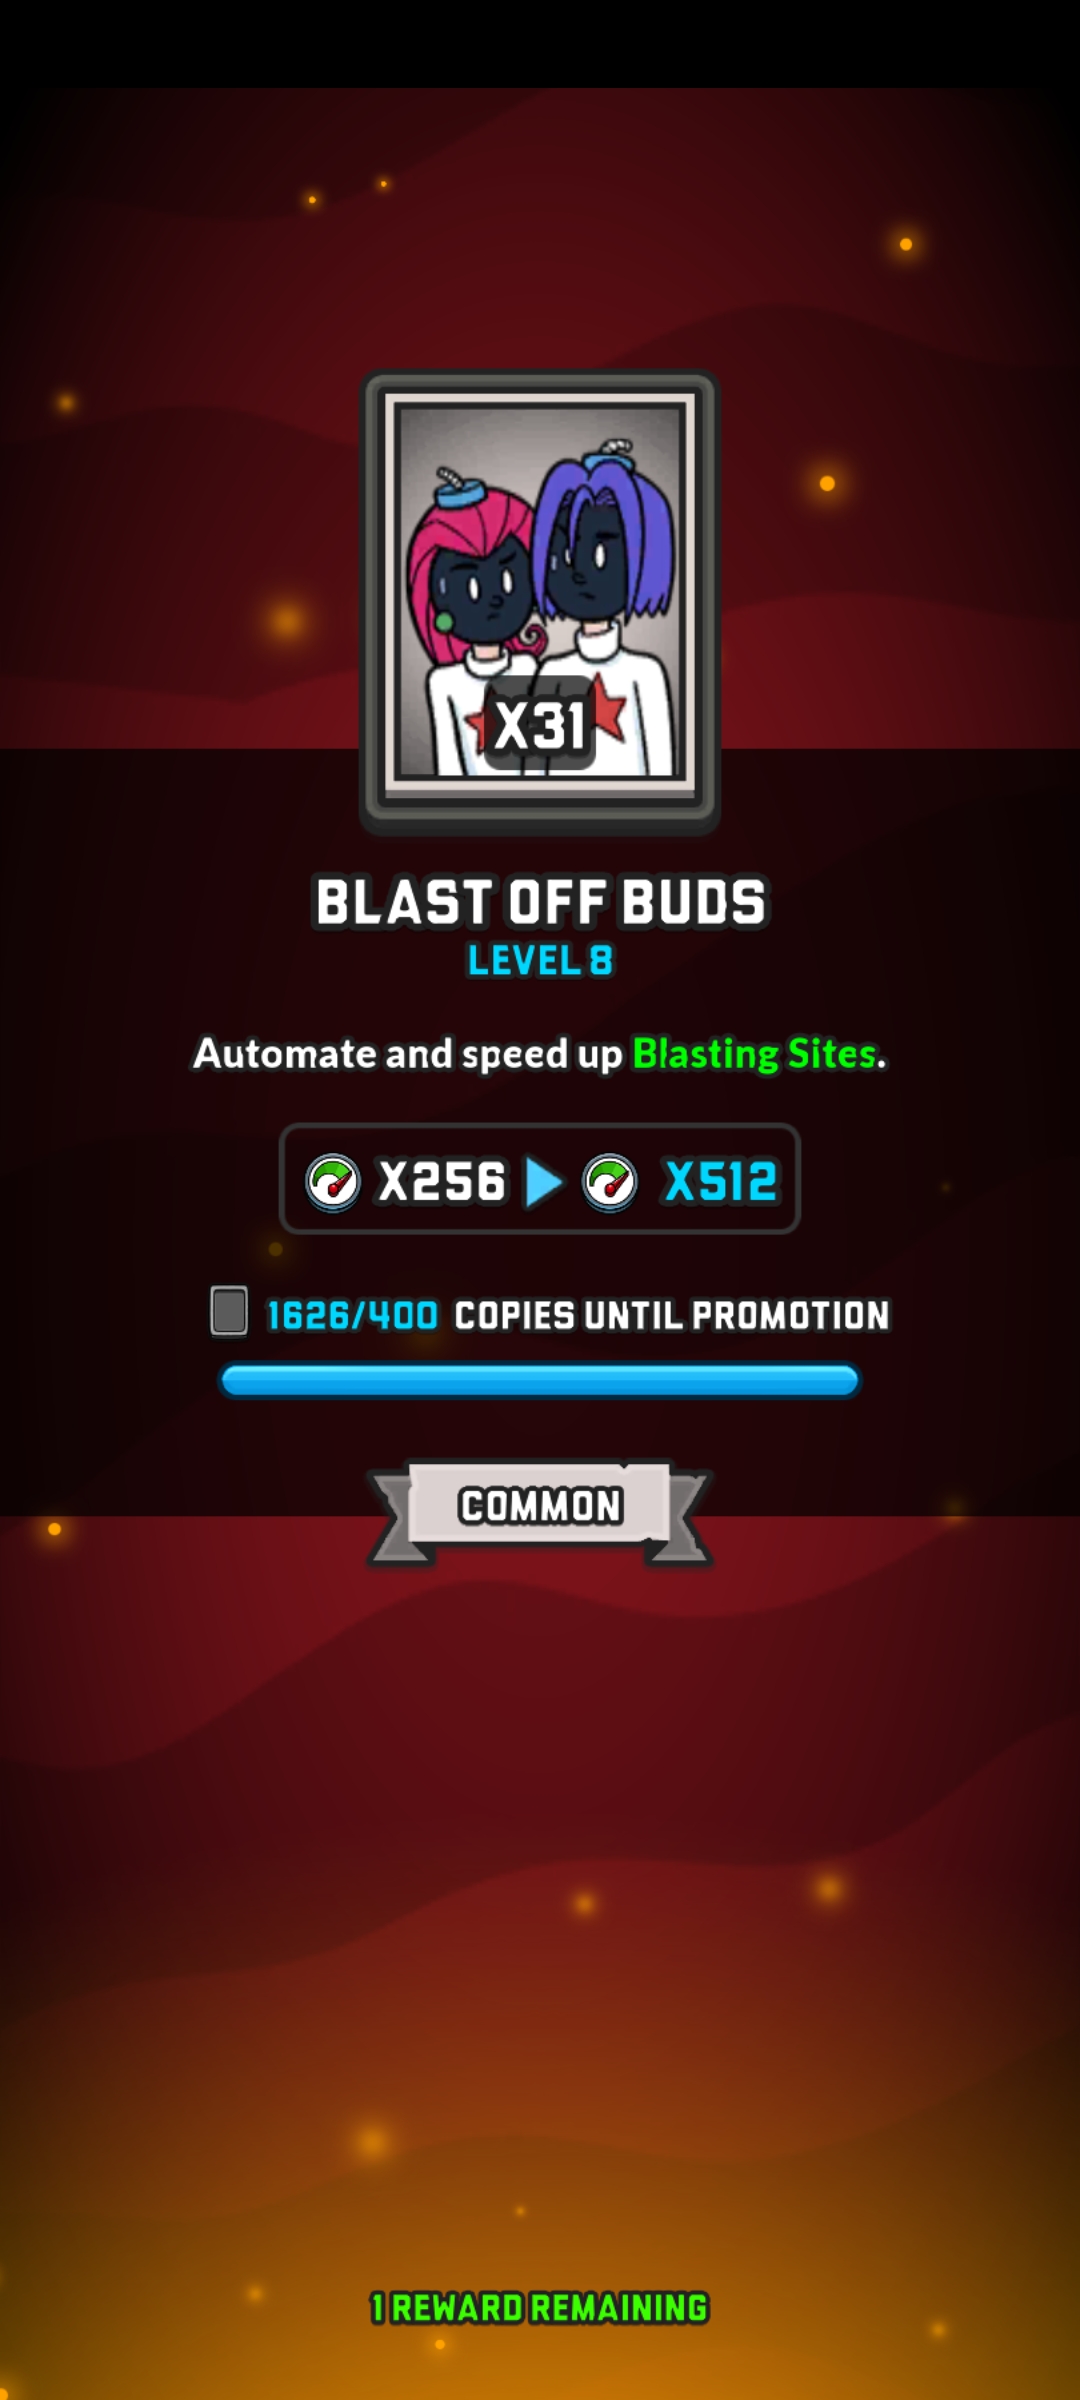 X31
BLAST OFF BUDS
LEVEL 8
Automate and speed up Blasting Sites.
X256 X512
1626/400 COPIES UNTIL PROMOTION
COMMON
1 REWARD REMAINING